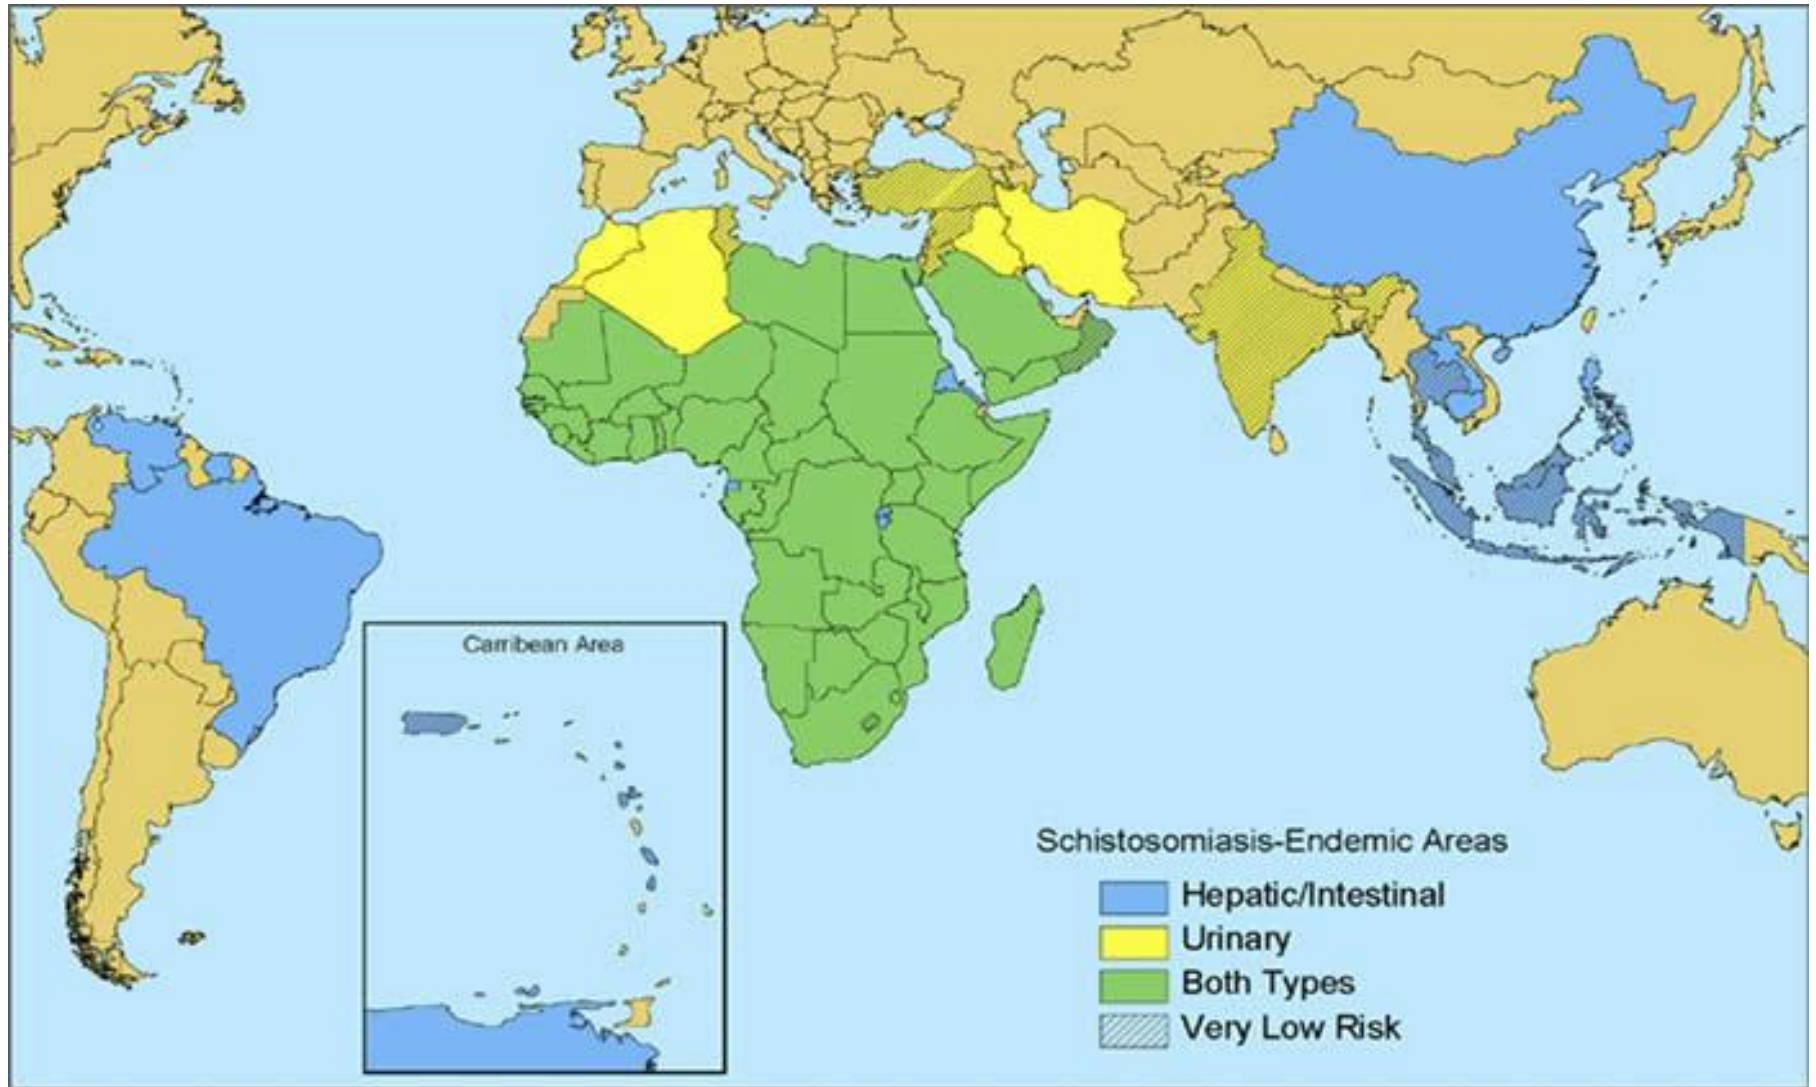 Carribean Area
Schistosomiasis-Endemic Areas
Hepatic/Intestinal
Urinary
Both Types
Very Low Risk